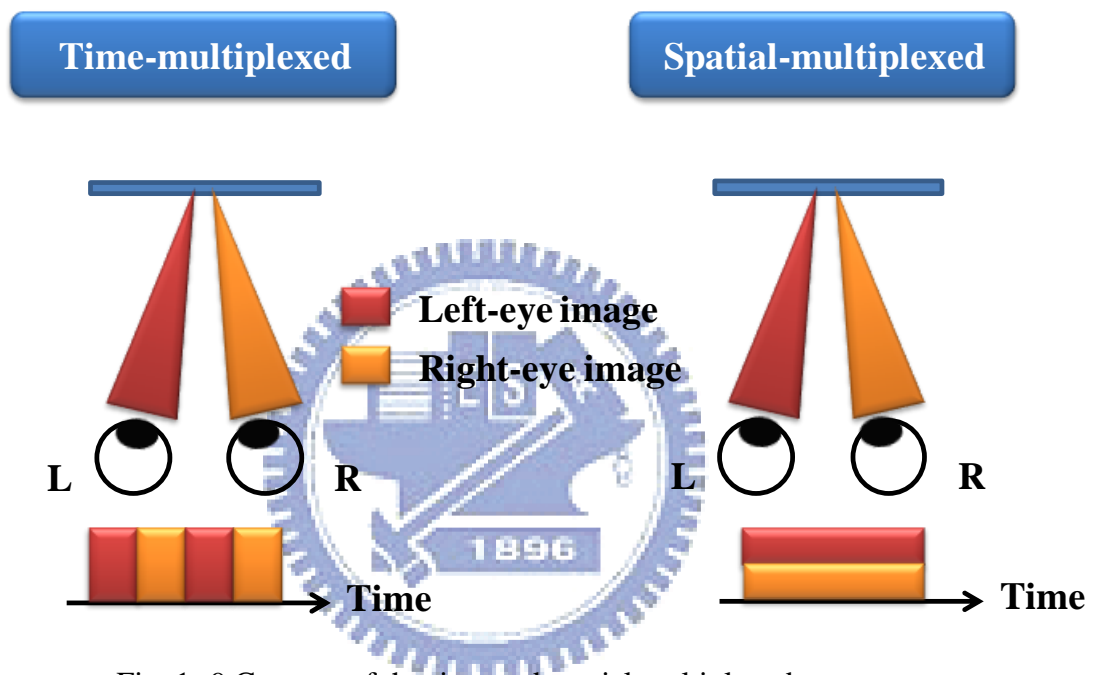 Time-multiplexed
Spatial-multiplexed
Left-eye image
Right-eye image
L
R
L
R
1896
Time
Time